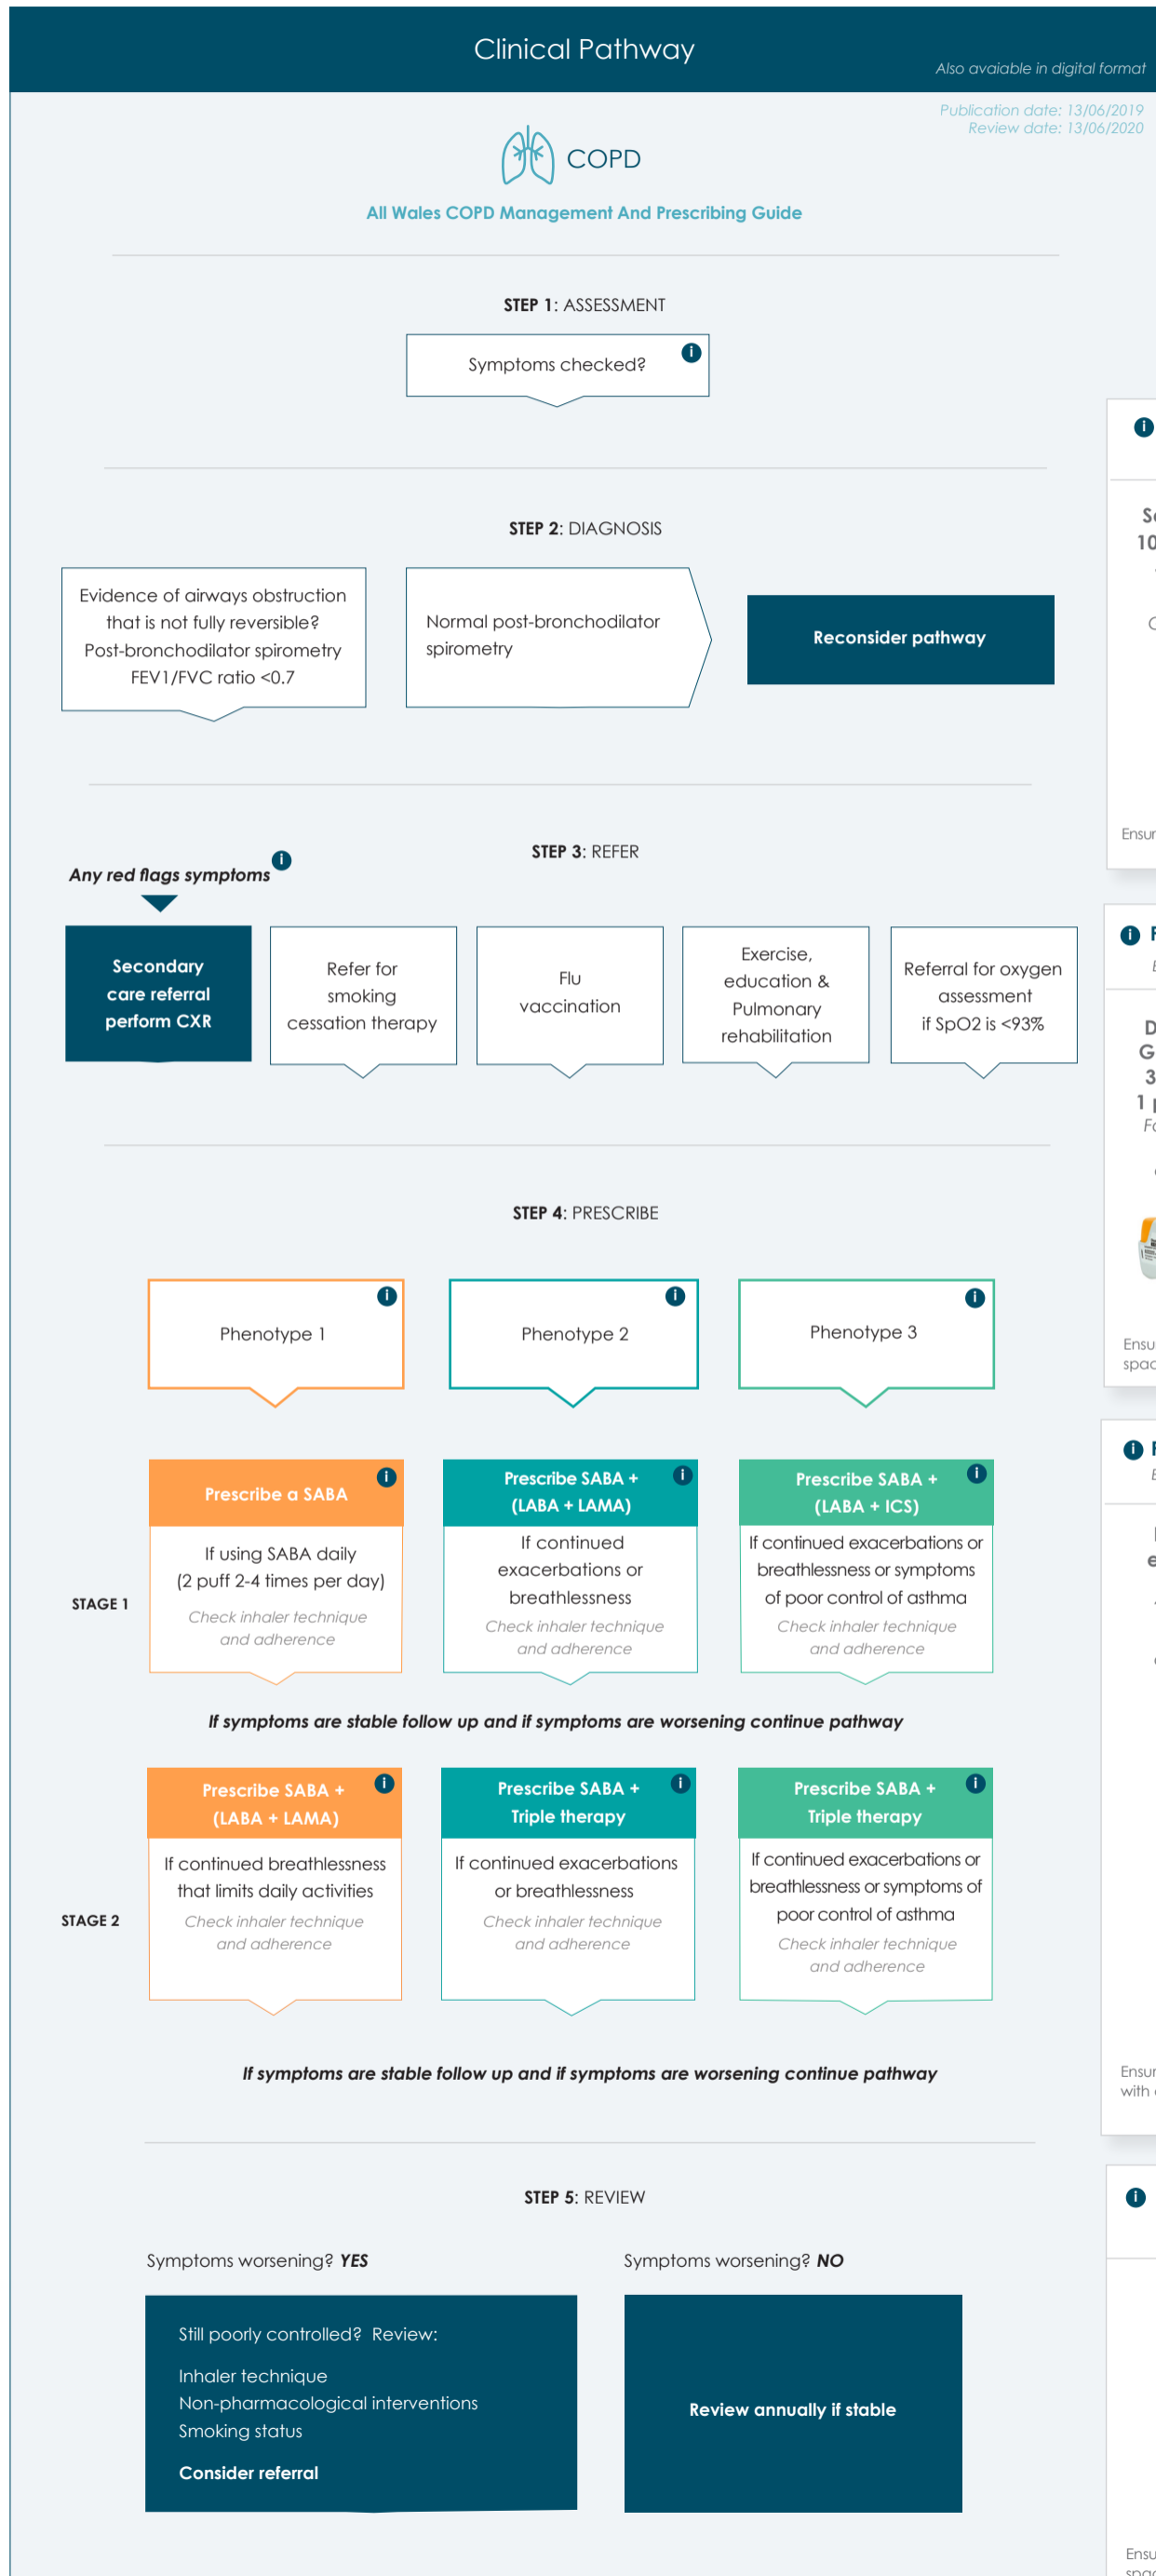 Clinical Pathway
Also avaiable in digital format
Publication date: 13/06/2019
Review date: 13/06/2020
COPD
All Wales COPD Management And Prescribing Guide
STEP 1: ASSESSMENT
Symptoms checked?
i
STEP 2: DIAGNOSIS
Evidence of airways obstruction
that is not fully reversible?
Post-bronchodilator spirometry
FEV1/FVC ratio <0.7
Normal post-bronchodilator
spirometry
Reconsider pathway
STEP 3: REFER
Any red flags symptoms
i
Secondary
care referral
perform CXR
Refer for
smoking
cessation therapy
Flu
vaccination
Exercise,
education &
Pulmonary
rehabilitation
Referral for oxygen
assessment
if SpO2 is <93%
STEP 4: PRESCRIBE
Phenotype 1
i
Phenotype 2
i
Phenotype 3
i
STAGE 1
Prescribe a SABA
i
If using SABA daily
(2 puff 2-4 times per day)
Check inhaler technique
and adherence
Prescribe SABA +
(LABA + LAMA)
i
If continued
exacerbations or
breathlessness
Check inhaler technique
and adherence
Prescribe SABA +
(LABA + ICS)
i
If continued exacerbations or
breathlessness or symptoms
of poor control of asthma
Check inhaler technique
and adherence
If symptoms are stable follow up and if symptoms are worsening continue pathway
STAGE 2
Prescribe SABA +
(LABA + LAMA)
i
If continued breathlessness
that limits daily activities
Check inhaler technique
and adherence
Prescribe SABA +
Triple therapy
i
If continued exacerbations
or breathlessness
Check inhaler technique
and adherence
Prescribe SABA +
Triple therapy
i
If continued exacerbations or
breathlessness or symptoms of
poor control of asthma
Check inhaler technique
and adherence
If symptoms are stable follow up and if symptoms are worsening continue pathway
STEP 5: REVIEW
Symptoms worsening? YES
Still poorly controlled? Review:
Inhaler technique
Non-pharmacological interventions
Smoking status
Consider referral
Symptoms worsening? NO
Review annually if stable
i
10
i
3
1
i
with
i